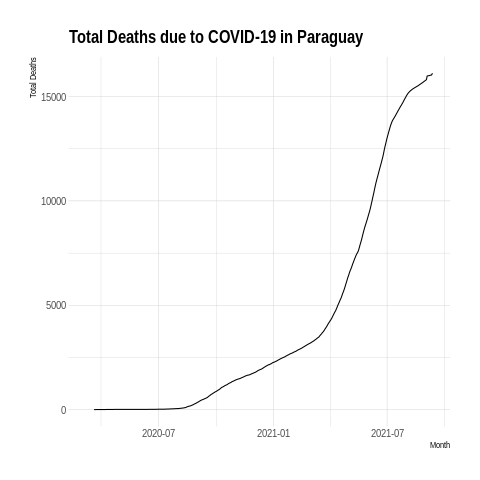 Total Deaths due to COVID-19 in Paraguay
Total Deaths
15000
10000
5000
0
2020-07
2021-01
2021-07
Month